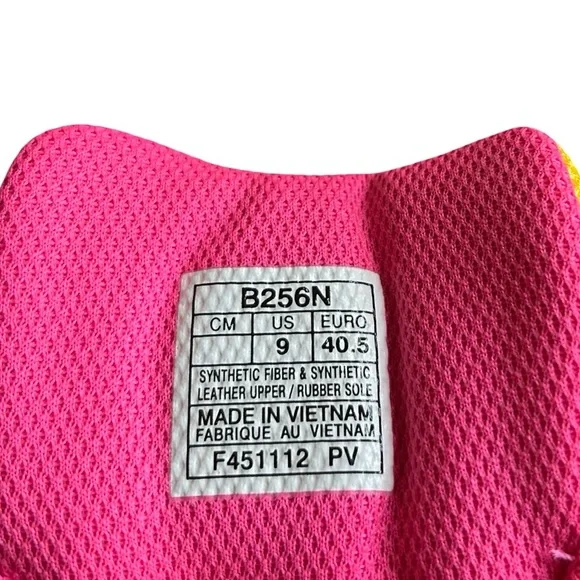 B256N
CM US EURO
9 40.5
SYNTHETIC FIBER & SYNTHETIC
LEATHER UPPER / RUBBER SOLE
MADE IN VIETNAM
FABRIQUE AU VIETNAM
F451112 PV